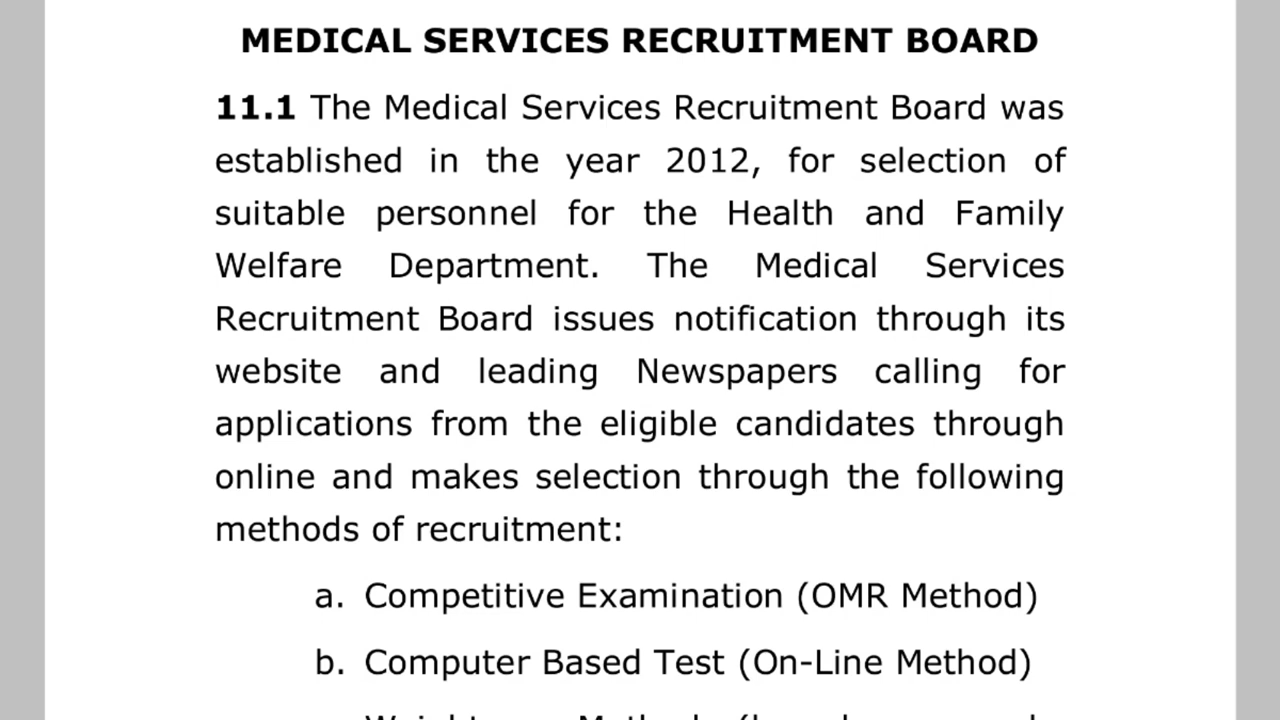 MEDICAL SERVICES RECRUITMENT BOARD
11.1 The Medical Services Recruitment Board was
established in the year 2012, for selection of
suitable personnel for the Health and Family
Welfare Department. The Medical Services
Recruitment Board issues notification through its
website and leading Newspapers calling for
applications from the eligible candidates through
online and makes selection through the following
methods of recruitment:
a. Competitive Examination (OMR Method)
b. Computer Based Test (On-Line Method)